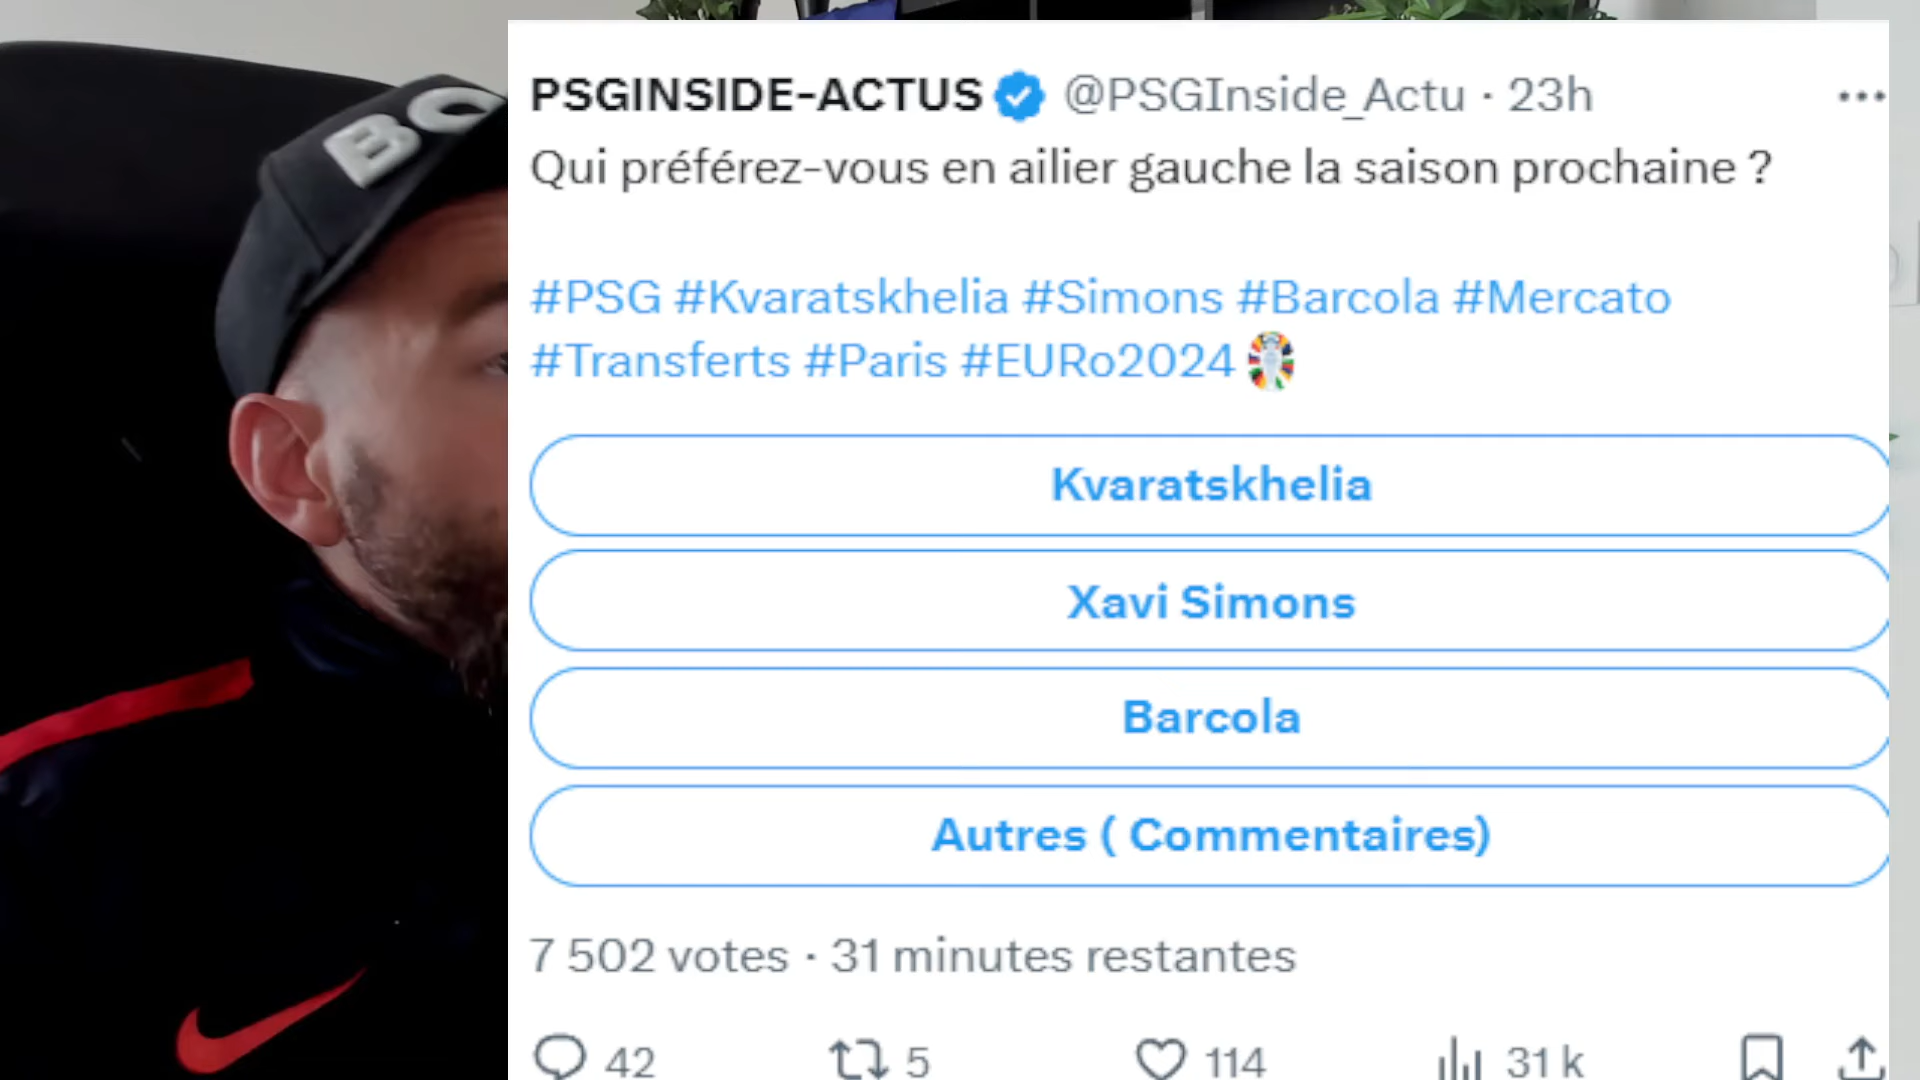 BO
PSGINSIDE-ACTUS @PSGInside_Actu · 23h
Qui préférez-vous en ailier gauche la saison prochaine ?
#PSG #Kvaratskhelia #Simons #Barcola #Mercato
#Transferts #Paris #EURo2024
Kvaratskhelia
Xavi Simons
Barcola
Autres ( Commentaires)
7 502 votes · 31 minutes restantes
42 5 114 31 k